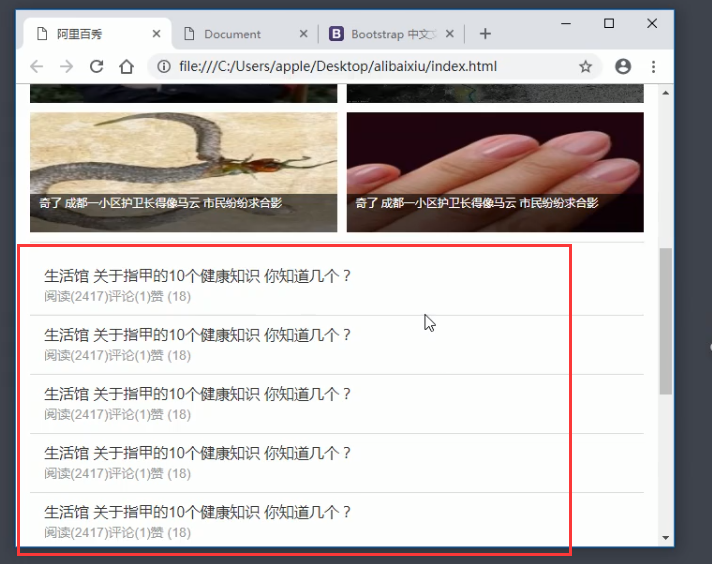 阿里百秀
Document
Bootstrap 中文
file:///C:/Users/apple/Desktop/alibaixiu/index.html
奇了 成都一小区护卫长得像马云 市民纷纷求合影
奇了 成都一小区护卫长得像马云 市民纷纷求合影
生活馆 关于指甲的10个健康知识 你知道几个？
阅读(2417)评论(1)赞 (18)
生活馆 关于指甲的10个健康知识 你知道几个？
阅读(2417)评论(1)赞 (18)
生活馆 关于指甲的10个健康知识 你知道几个？
阅读(2417)评论(1)赞 (18)
生活馆 关于指甲的10个健康知识 你知道几个？
阅读(2417)评论(1)赞 (18)
生活馆 关于指甲的10个健康知识 你知道几个？
阅读(2417)评论(1)赞 (18)